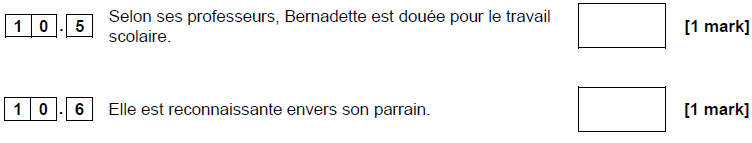 1 0 . 5 Selon ses professeurs, Bernadette est douée pour le travail [1 mark]
scolaire.
1 0 . 6 Elle est reconnaissante envers son parrain. [1 mark]